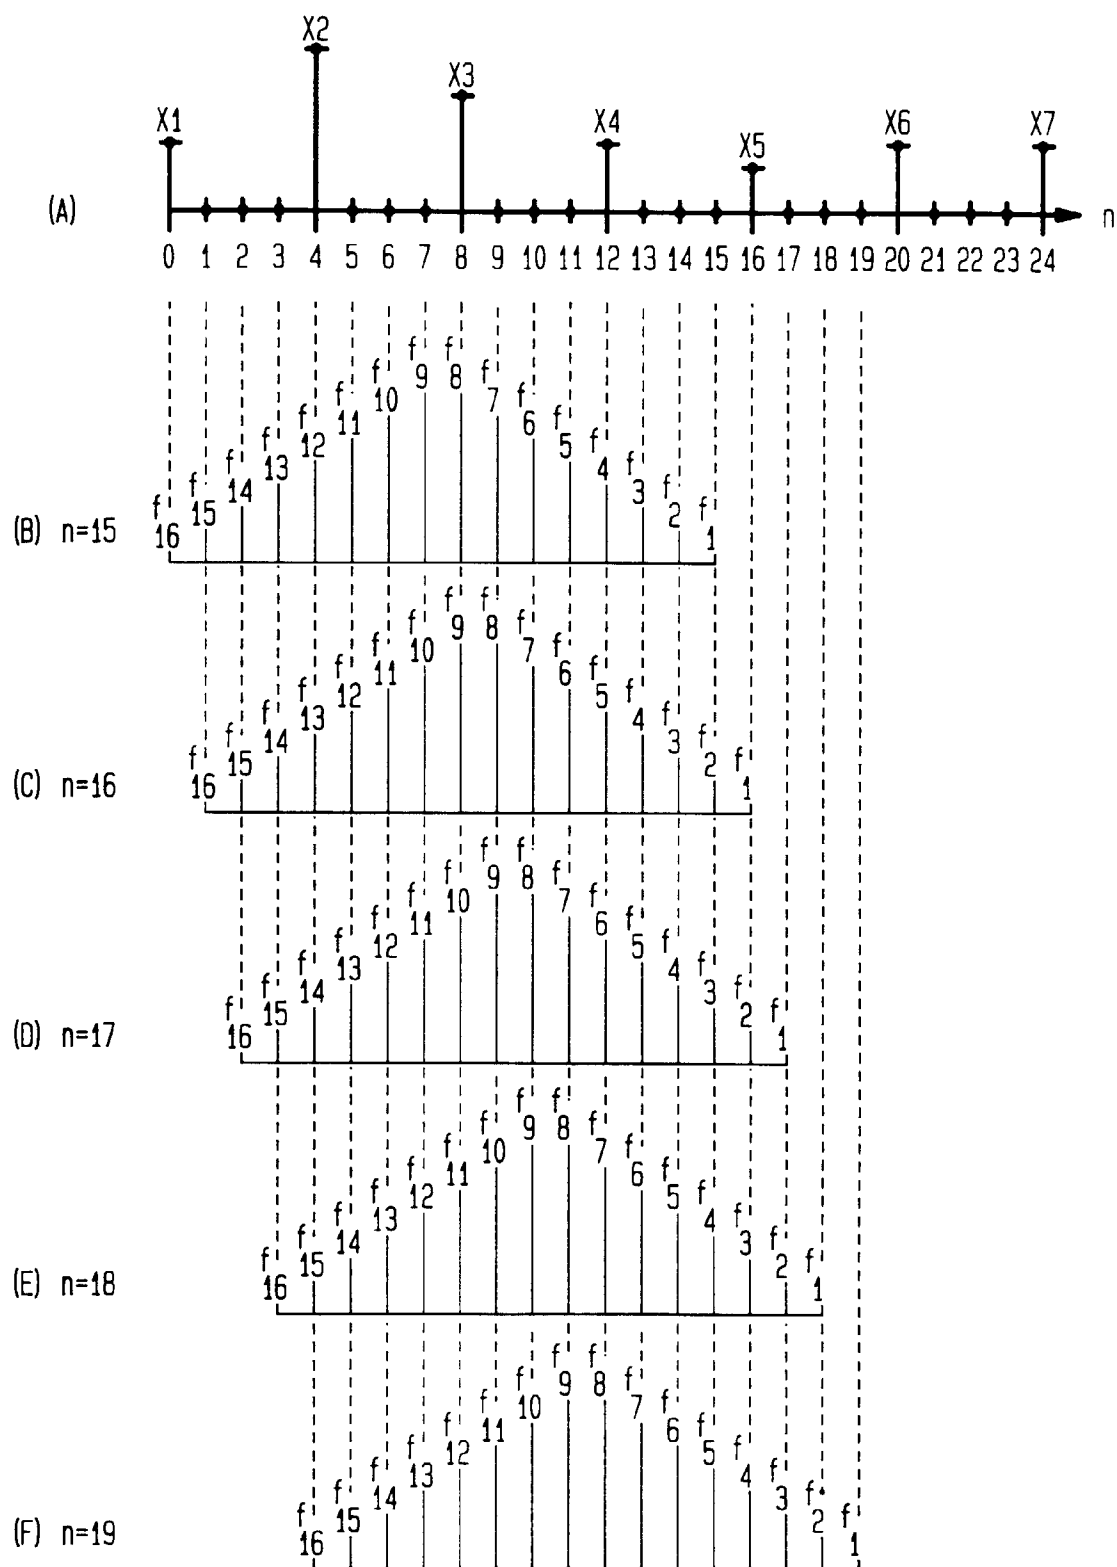 X1 X2 X3 X4 X5 X6 X7
(A) n
0 1 2 3 4 5 6 7 8 9 10 11 12 13 14 15 16 17 18 19 20 21 22 23 24
(B) n=15
f16 f15 f14 f13 f12 f11 f10 f9 f8 f7 f6 f5 f4 f3 f2 f1
(C) n=16
f16 f15 f14 f13 f12 f11 f10 f9 f8 f7 f6 f5 f4 f3 f2 f1
(D) n=17
f16 f15 f14 f13 f12 f11 f10 f9 f8 f7 f6 f5 f4 f3 f2 f1
(E) n=18
f16 f15 f14 f13 f12 f11 f10 f9 f8 f7 f6 f5 f4 f3 f2 f1
(F) n=19
f16 f15 f14 f13 f12 f11 f10 f9 f8 f7 f6 f5 f4 f3 f2 f1